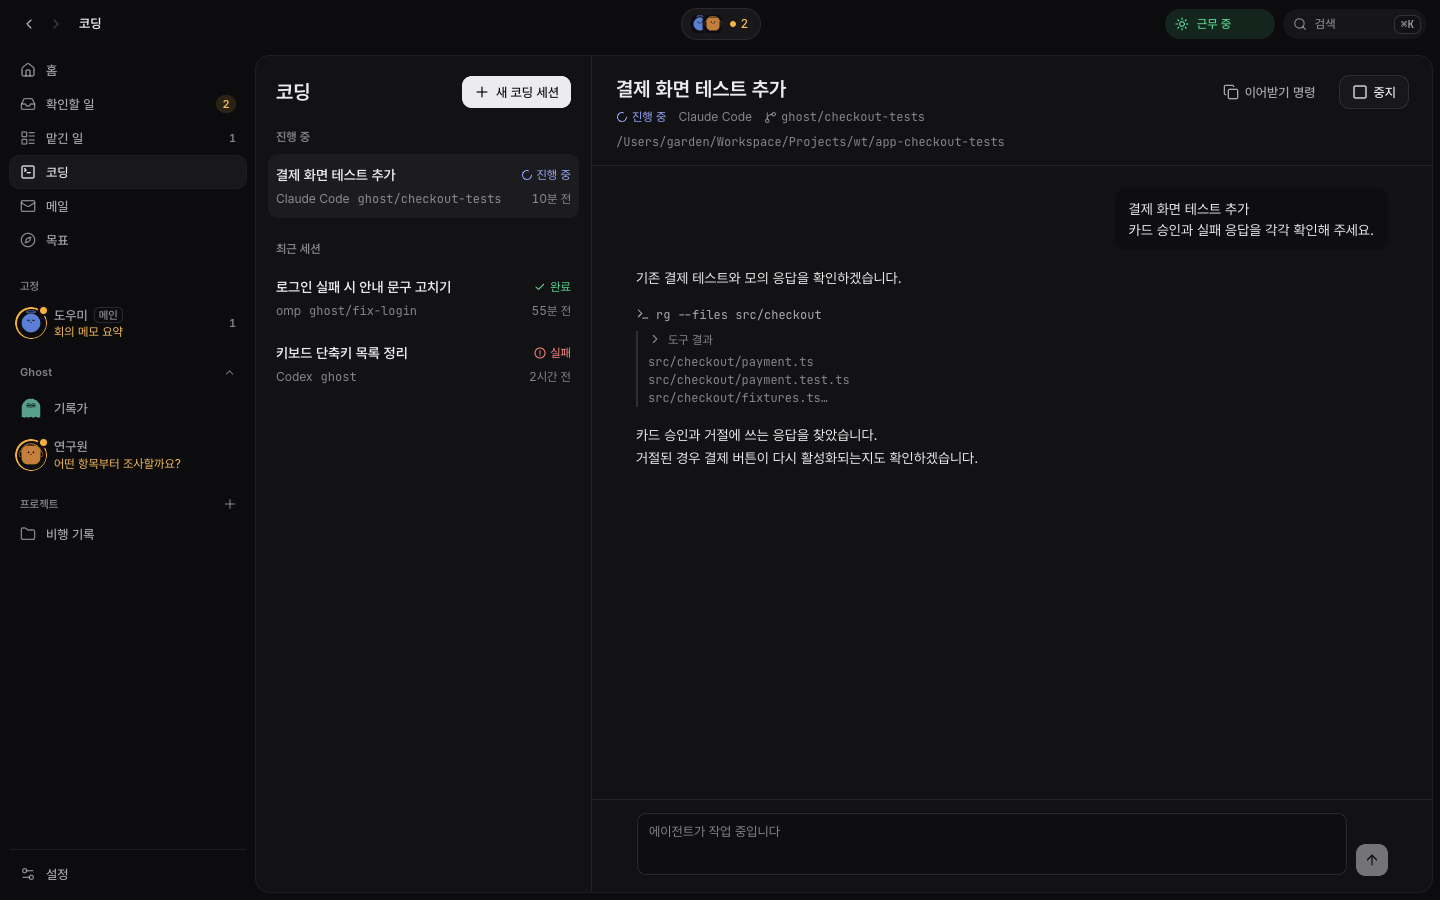 코딩
2
근무 중
검색
⌘K
홈
확인할 일
2
맡긴 일
1
코딩
메일
목표
고정
도우미 메인
회의 메모 요약
1
Ghost
기록가
연구원
어떤 항목부터 조사할까요?
프로젝트
비행 기록
설정
코딩
새 코딩 세션
진행 중
결제 화면 테스트 추가
진행 중
Claude Code ghost/checkout-tests
10분 전
최근 세션
로그인 실패 시 안내 문구 고치기
완료
omp ghost/fix-login
55분 전
키보드 단축키 목록 정리
실패
Codex ghost
2시간 전
결제 화면 테스트 추가
진행 중 Claude Code ghost/checkout-tests
/Users/garden/Workspace/Projects/wt/app-checkout-tests
이어받기 명령
중지
결제 화면 테스트 추가
카드 승인과 실패 응답을 각각 확인해 주세요.
기존 결제 테스트와 모의 응답을 확인하겠습니다.
rg --files src/checkout
도구 결과
src/checkout/payment.ts
src/checkout/payment.test.ts
src/checkout/fixtures.ts…
카드 승인과 거절에 쓰는 응답을 찾았습니다.
거절된 경우 결제 버튼이 다시 활성화되는지도 확인하겠습니다.
에이전트가 작업 중입니다